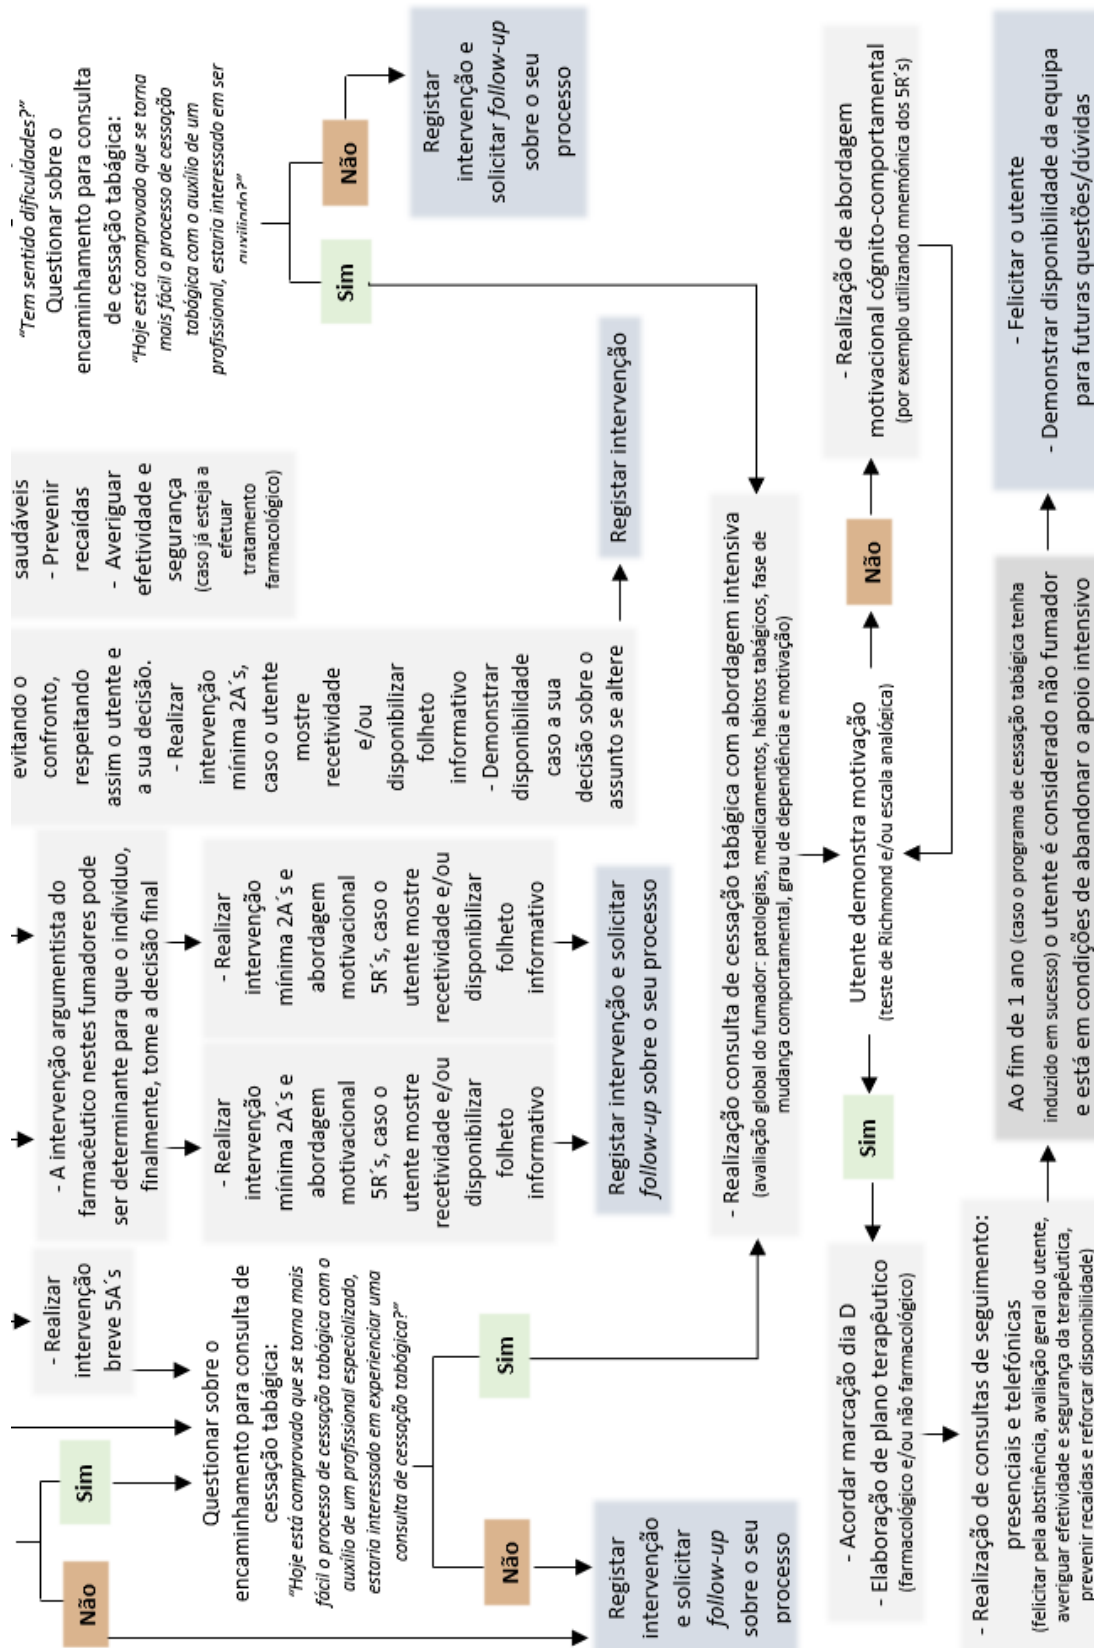 Não
Sim
- Realizar
intervenção
breve 5A´s
- A intervenção argumentista do
farmacêutico nestes fumadores pode
ser determinante para que o individuo,
finalmente, tome a decisão final
evitando o
confronto,
respeitando
assim o utente e
a sua decisão.
- Realizar
intervenção
mínima 2A´s,
caso o utente
mostre
recetividade
e/ou
disponibilizar
folheto
informativo
- Demonstrar
disponibilidade
caso a sua
decisão sobre o
assunto se altere
saudáveis
- Prevenir
recaídas
- Averiguar
efetividade e
segurança
(caso já esteja a
efetuar
tratamento
farmacológico)
"Tem sentido dificuldades?"
Questionar sobre o
encaminhamento para consulta
de cessação tabágica:
"Hoje está comprovado que se torna
mais fácil o processo de cessação
tabágica com o auxílio de um
profissional, estaria interessado em ser
auxiliado?"
Questionar sobre o
encaminhamento para consulta de
cessação tabágica:
"Hoje está comprovado que se torna mais
fácil o processo de cessação tabágica com o
auxílio de um profissional especializado,
estaria interessado em experienciar uma
consulta de cessação tabágica?"
- Realizar
intervenção
mínima 2A´s e
abordagem
motivacional
5R´s, caso o
utente mostre
recetividade e/ou
disponibilizar
folheto
informativo
- Realizar
intervenção
mínima 2A´s e
abordagem
motivacional
5R´s, caso o
utente mostre
recetividade e/ou
disponibilizar
folheto
informativo
Sim
Não
Registar
intervenção e
solicitar follow-up
sobre o seu
processo
Não
Sim
Registar intervenção
Registar
intervenção
e solicitar
follow-up
sobre o seu
processo
Registar intervenção e solicitar
follow-up sobre o seu processo
- Realização consulta de cessação tabágica com abordagem intensiva
(avaliação global do fumador: patologias, medicamentos, hábitos tabágicos, fase de
mudança comportamental, grau de dependência e motivação)
- Acordar marcação dia D
- Elaboração de plano terapêutico
(farmacológico e/ou não farmacológico)
Sim
Utente demonstra motivação
(teste de Richmond e/ou escala analógica)
Não
- Realização de abordagem
motivacional cógnito-comportamental
(por exemplo utilizando mnemónica dos 5R´s)
- Realização de consultas de seguimento:
presenciais e telefónicas
(felicitar pela abstinência, avaliação geral do utente,
averiguar efetividade e segurança da terapêutica,
prevenir recaídas e reforçar disponibilidade)
Ao fim de 1 ano (caso o programa de cessação tabágica tenha
induzido em sucesso) o utente é considerado não fumador
e está em condições de abandonar o apoio intensivo
- Felicitar o utente
- Demonstrar disponibilidade da equipa
para futuras questões/dúvidas